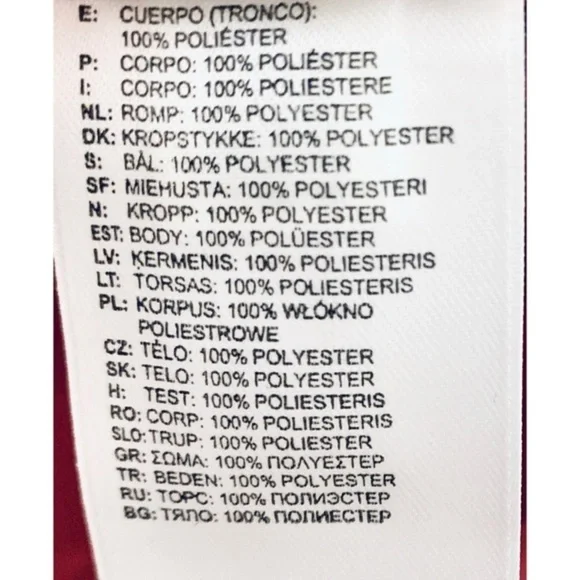 E: CUERPO (TRONCO):
100% POLIÉSTER
P: CORPO: 100% POLIÉSTER
I: CORPO: 100% POLIESTERE
NL: ROMP: 100% POLYESTER
DK: KROPSTYKKE: 100% POLYESTER
S: BÅL: 100% POLYESTER
SF: MIEHUSTA: 100% POLYESTERI
N: KROPP: 100% POLYESTER
EST: BODY: 100% POLÜESTER
LV: ĶERMENIS: 100% POLIESTERIS
LT: TORSAS: 100% POLIESTERIS
PL: KORPUS: 100% WŁÓKNO
POLIESTROWE
CZ: TĚLO: 100% POLYESTER
SK: TELO: 100% POLYESTER
H: TEST: 100% POLIESTERIS
RO: CORP: 100% POLIESTERIS
SLO: TRUP: 100% POLIESTER
GR: ΣΩΜΑ: 100% ΠΟΛΥΕΣΤΕΡ
TR: BEDEN: 100% POLYESTER
RU: ТОРС: 100% ПОЛИЭСТЕР
BG: ТЯЛО: 100% ПОЛИЕСТЕР